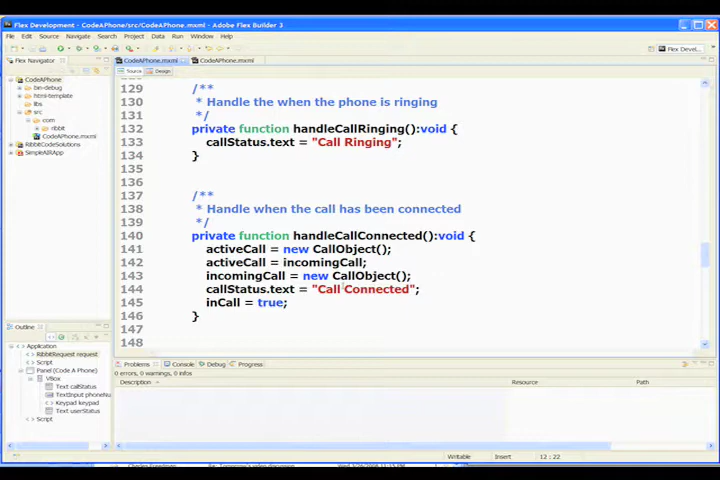 Flex Development - CodeAPhone/src/CodeAPhone.mxml - Adobe Flex Builder 3
File Edit Source Navigate Search Project Data Run Window Help
Flex Devel...
Flex Navigator
CodeAPhone.mxml
CodeAPhone.mxml
Source Design
CodeAPhone
bin-debug
html-template
libs
src
com
ribbit
CodeAPhone.mxml
RibbitCodeSolutions
SimpleAIRApp
129 /**
130 * Handle the when the phone is ringing
131 */
132 private function handleCallRinging():void {
133 callStatus.text = "Call Ringing";
134 }
135
136
137 /**
138 * Handle when the call has been connected
139 */
140 private function handleCallConnected():void {
141 activeCall = new CallObject();
142 activeCall = incomingCall;
143 incomingCall = new CallObject();
144 callStatus.text = "Call Connected";
145 inCall = true;
146 }
147
148
Outline
Application
RibbitRequest request
Script
Panel (Code A Phone)
VBox
Text callStatus
TextInput phoneNu
Keypad keypad
Text userStatus
Script
Problems Console Debug Progress
0 errors, 0 warnings, 0 infos
Description Resource Path
Writable Insert 12 : 22